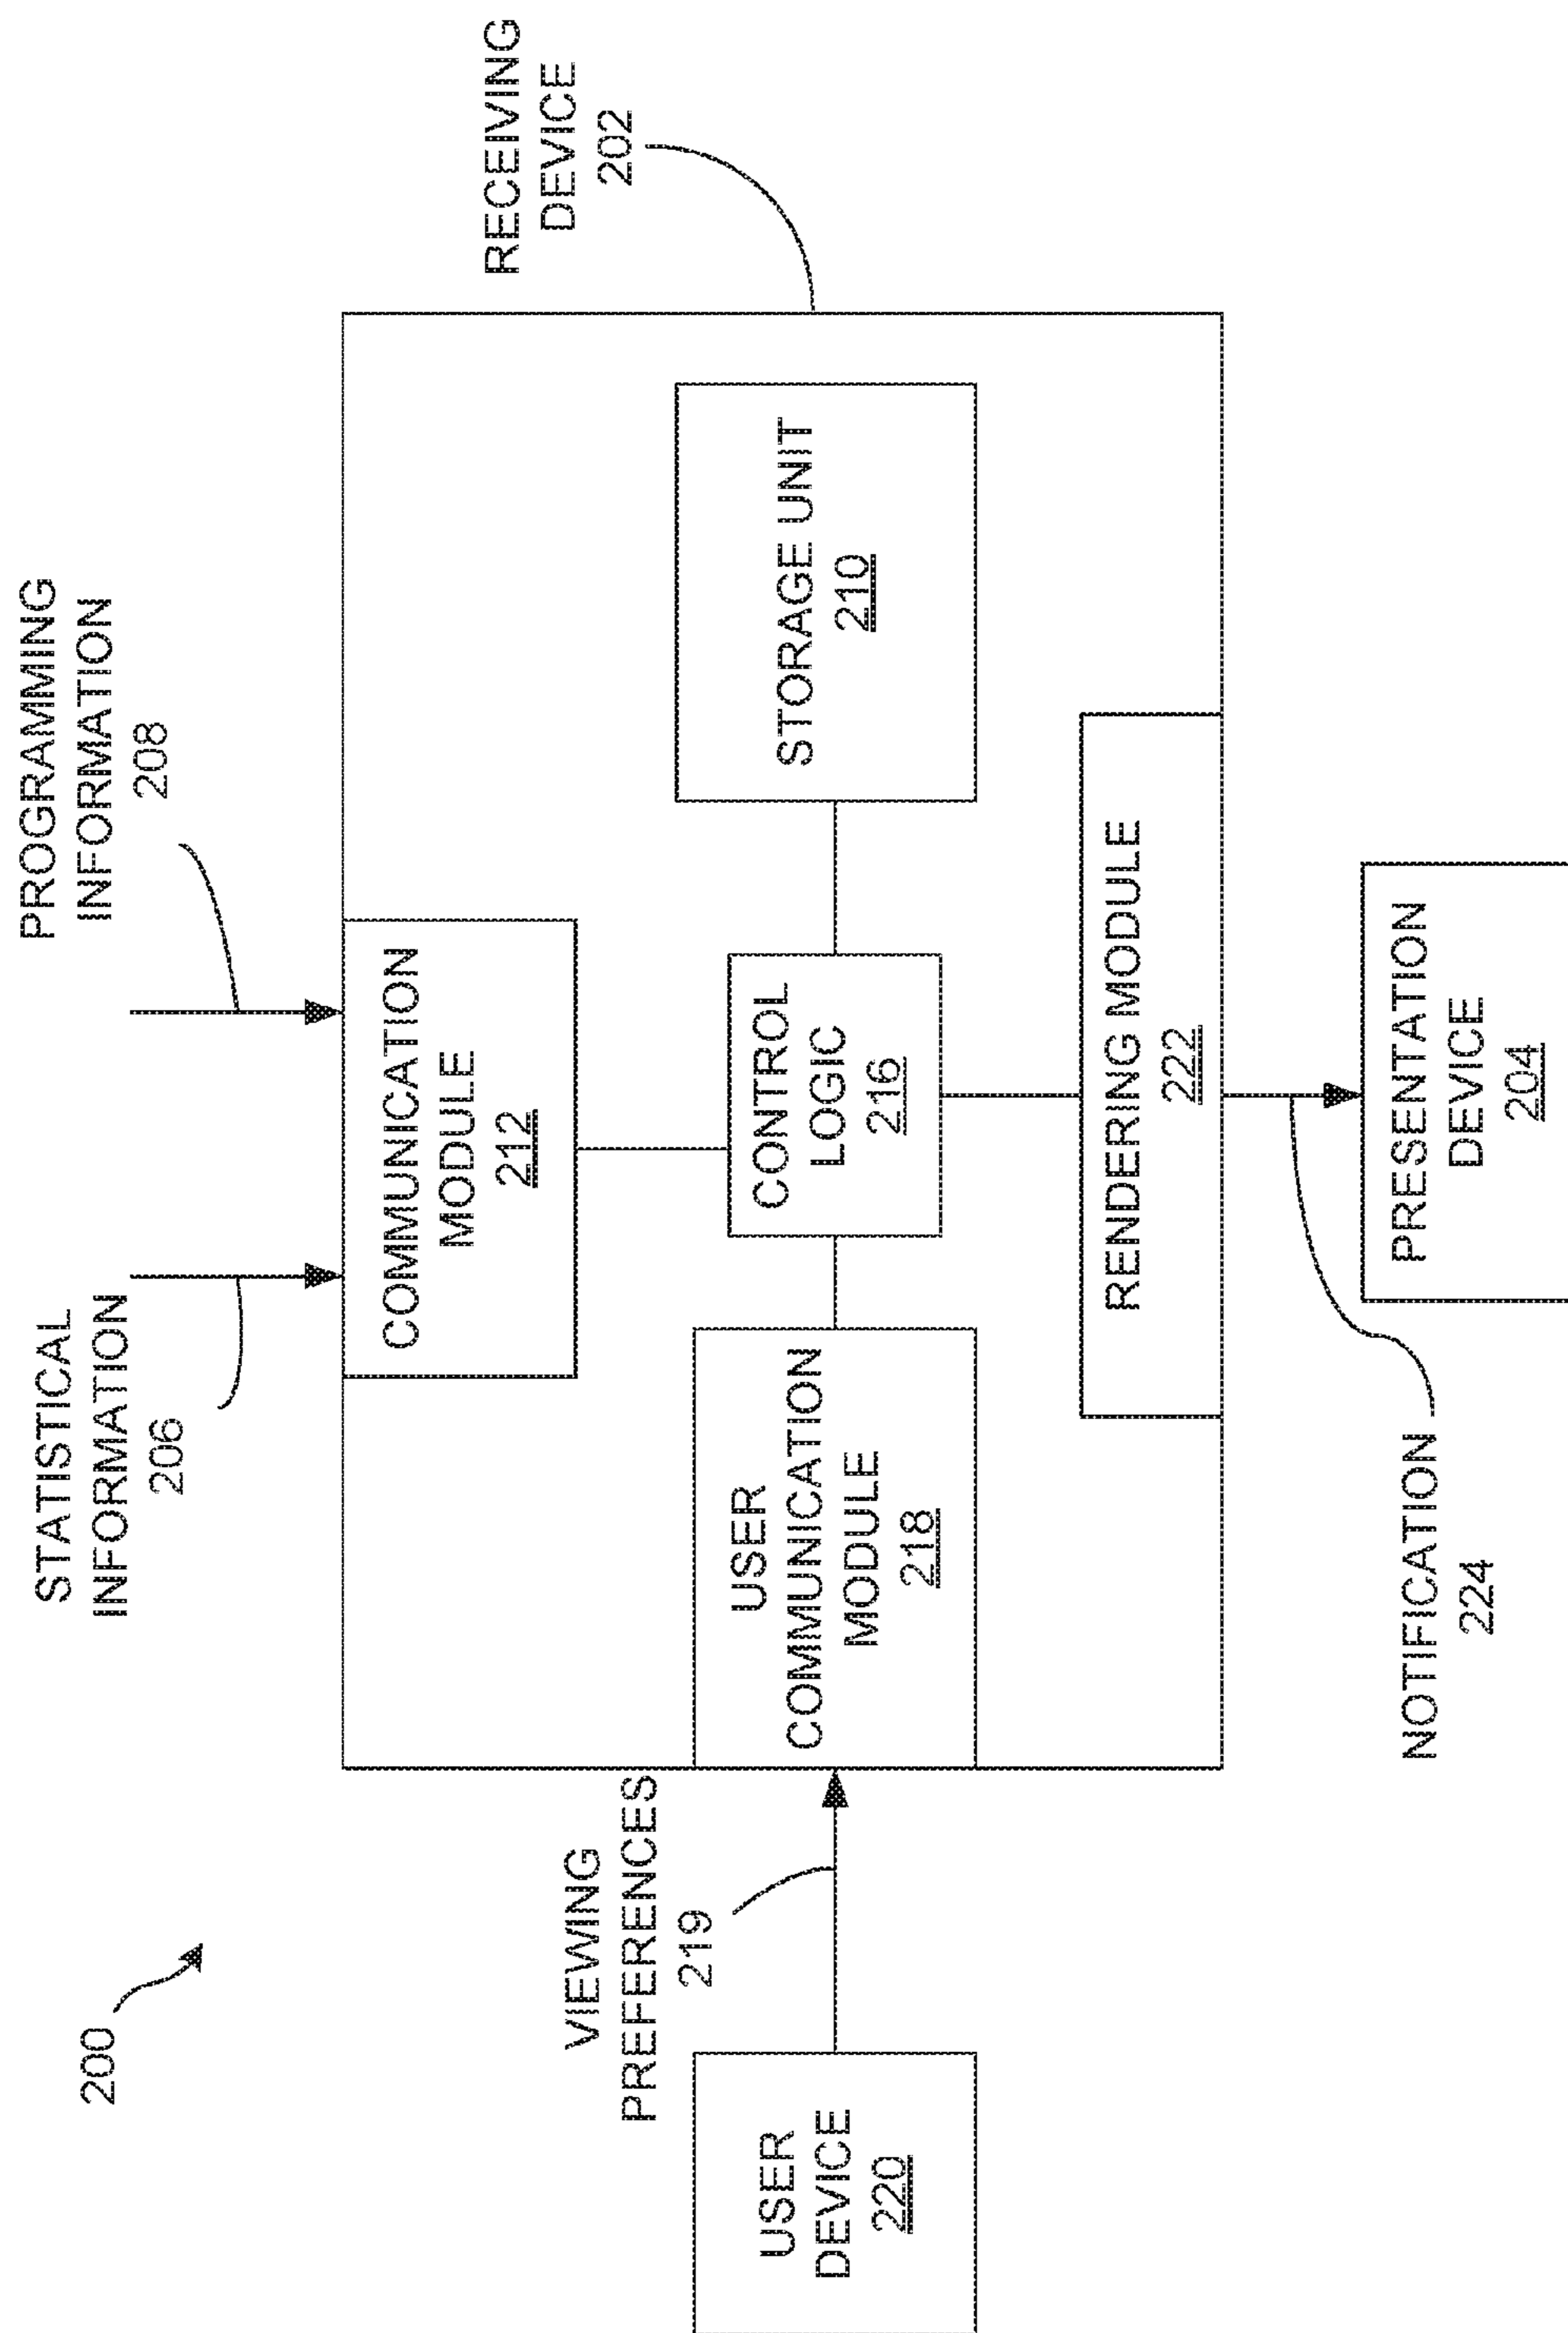 200
STATISTICAL
INFORMATION
206
PROGRAMMING
INFORMATION
208
RECEIVING
DEVICE
202
COMMUNICATION
MODULE
212
VIEWING
PREFERENCES
219
USER
DEVICE
220
USER
COMMUNICATION
MODULE
218
CONTROL
LOGIC
216
STORAGE UNIT
210
RENDERING MODULE
222
NOTIFICATION
224
PRESENTATION
DEVICE
204